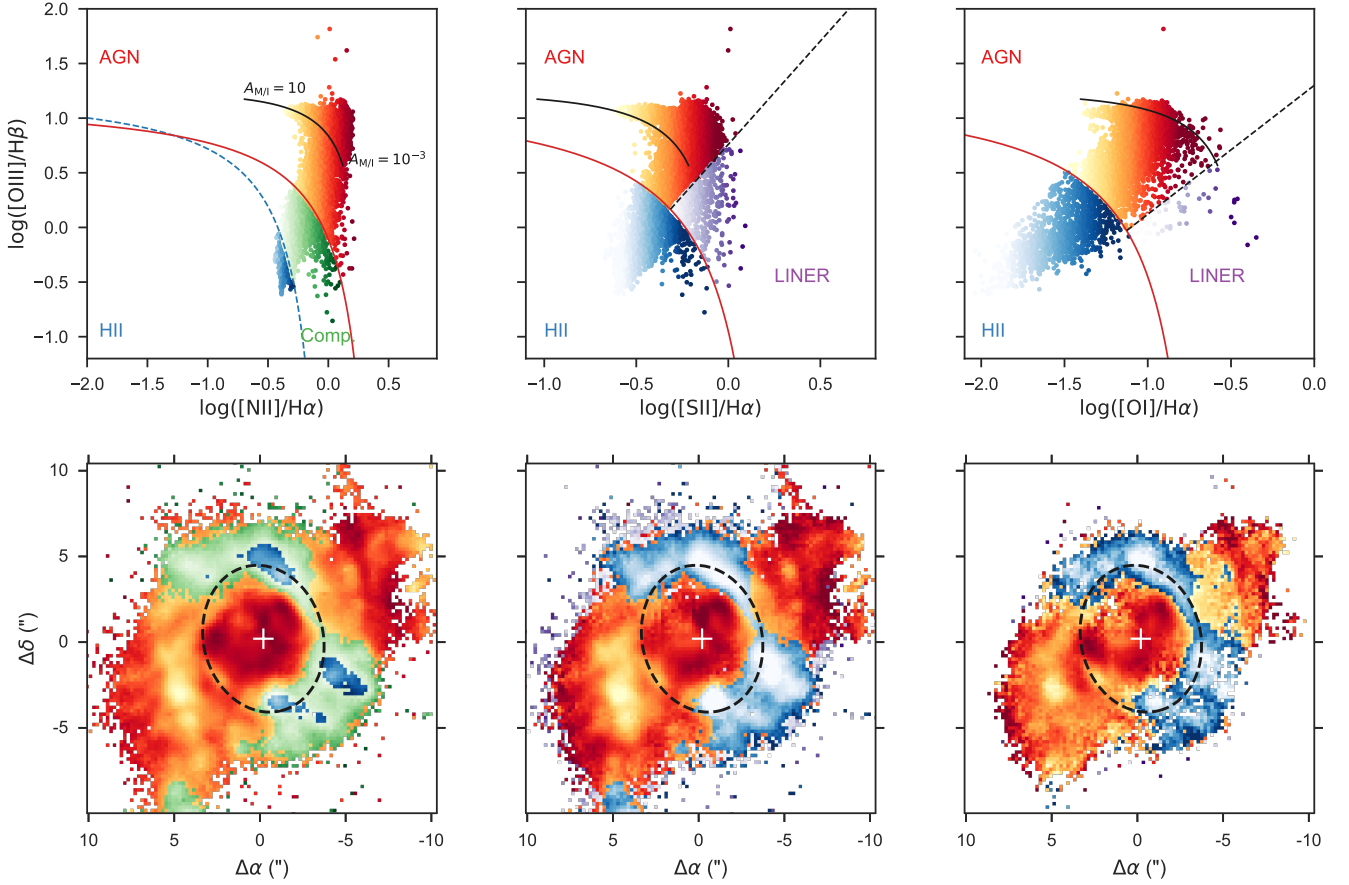 2.0
1.5
1.0
0.5
0.0
−0.5
−1.0
log([OIII]/Hβ)
AGN
A_M/I = 10
A_M/I = 10⁻³
HII
Comp.
−2.0 −1.5 −1.0 −0.5 0.0 0.5
log([NII]/Hα)
AGN
LINER
HII
−1.0 −0.5 0.0 0.5
log([SII]/Hα)
AGN
LINER
HII
−2.0 −1.5 −1.0 −0.5 0.0
log([OI]/Hα)
10
5
0
-5
Δδ (")
10 5 0 -5 -10
Δα (")
10 5 0 -5 -10
Δα (")
10 5 0 -5 -10
Δα (")